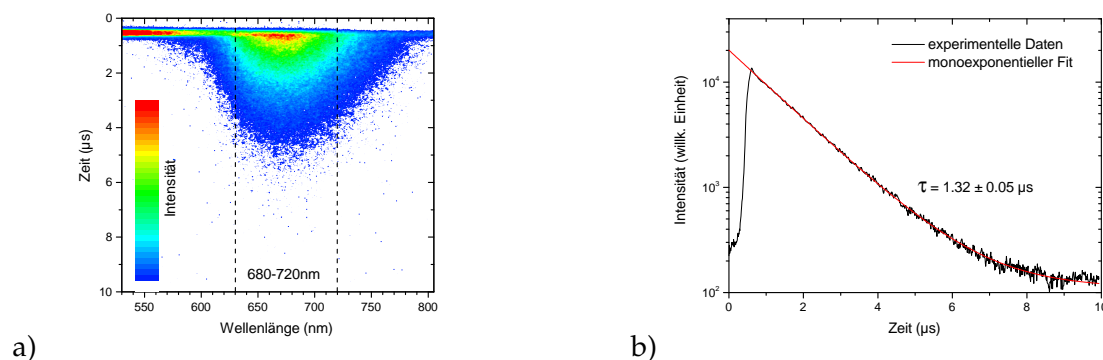 0
2
4
6
8
10
Zeit (µs)
Intensität
680-720nm
550
600
650
700
750
800
Wellenlänge (nm)
a)
10⁴
10³
10²
Intensität (willk. Einheit)
experimentelle Daten
monoexponentieller Fit
τ = 1.32 ± 0.05 µs
0
2
4
6
8
10
Zeit (µs)
b)